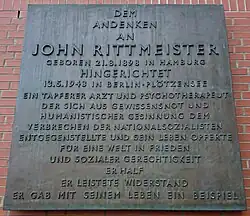 DEM
ANDENKEN
AN
JOHN RITTMEISTER
GEBOREN 21.8.1898 IN HAMBURG
HINGERICHTET
13.5.1943 IN BERLIN-PLÖTZENSEE
EIN TAPFERER ARZT UND PSYCHOTHERAPEUT
DER SICH AUS GEWISSENSNOT UND
HUMANISTISCHER GESINNUNG DEM
VERBRECHEN DER NATIONALSOZIALISTEN
ENTGEGENSTELLTE UND SEIN LEBEN OPFERTE
FÜR EINE WELT IN FRIEDEN
UND SOZIALER GERECHTIGKEIT
ER HALF
ER LEISTETE WIDERSTAND
ER GAB MIT SEINEM LEBEN EIN BEISPIEL